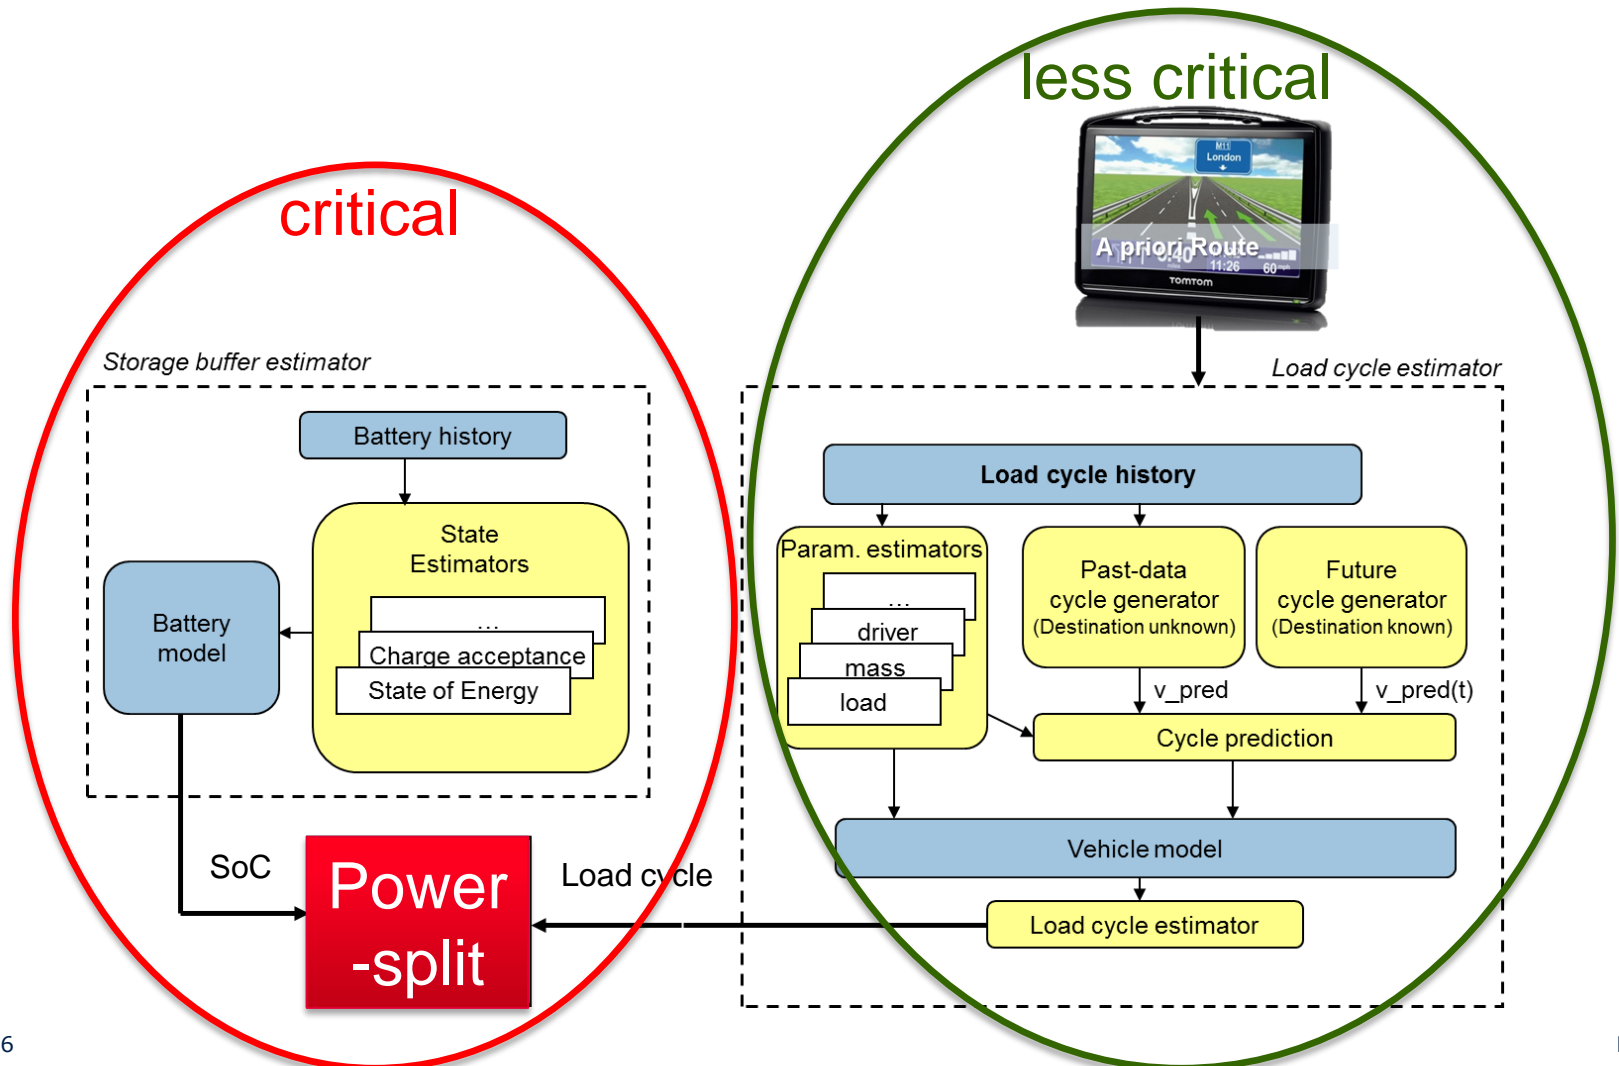 less critical
M11
London
A priori Route
11:26
60 mph
TOMTOM
critical
Storage buffer estimator
Load cycle estimator
Battery history
State
Estimators
…
Charge acceptance
State of Energy
Battery
model
Load cycle history
Param. estimators
…
driver
mass
load
Past-data
cycle generator
(Destination unknown)
Future
cycle generator
(Destination known)
v_pred
v_pred(t)
Cycle prediction
Vehicle model
Load cycle estimator
SoC
Load cycle
Power
-split
6